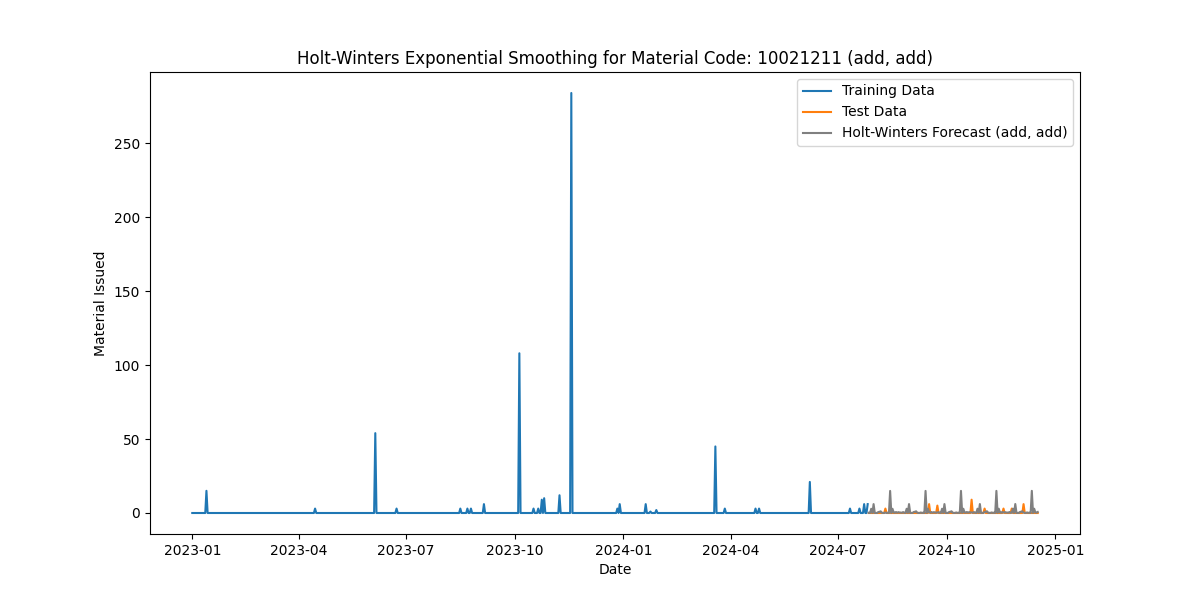 Holt-Winters Exponential Smoothing for Material Code: 10021211 (add, add)
Training Data
Test Data
Holt-Winters Forecast (add, add)
Material Issued
250
200
150
100
50
0
2023-01 2023-04 2023-07 2023-10 2024-01 2024-04 2024-07 2024-10 2025-01
Date